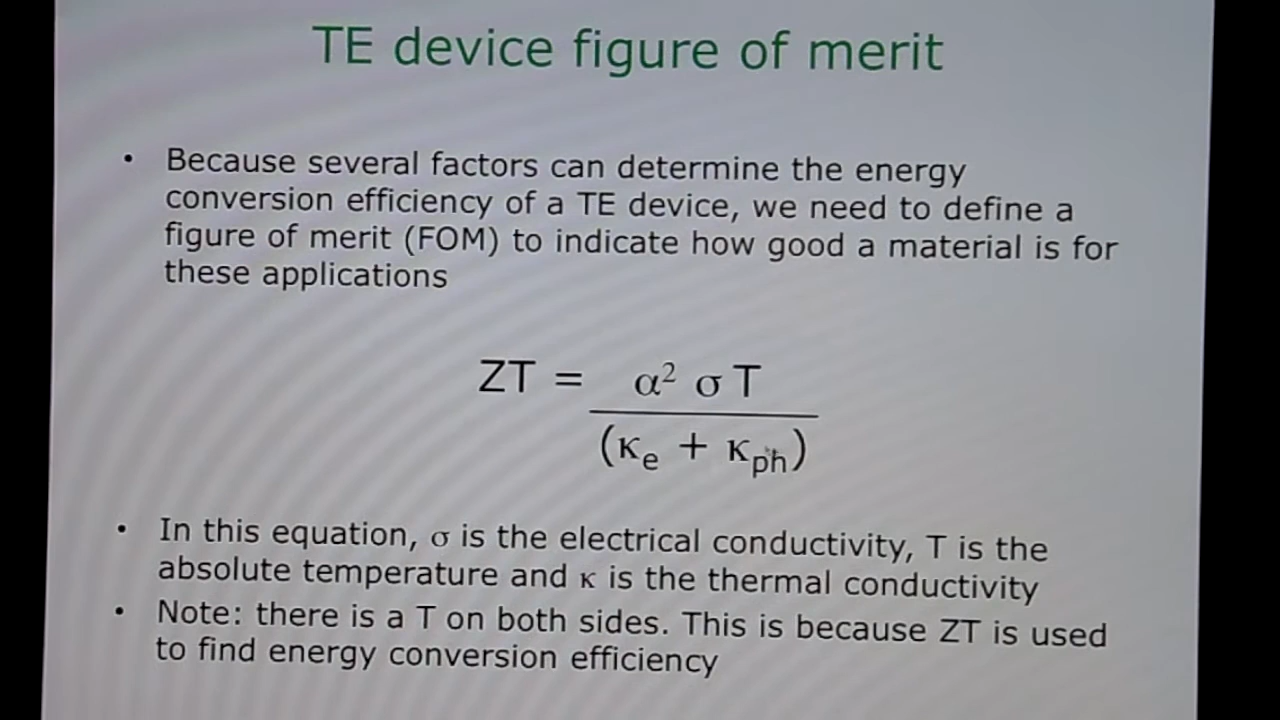 TE device figure of merit
• Because several factors can determine the energy
conversion efficiency of a TE device, we need to define a
figure of merit (FOM) to indicate how good a material is for
these applications
ZT = α² σ T
(κe + κph)
• In this equation, σ is the electrical conductivity, T is the
absolute temperature and κ is the thermal conductivity
• Note: there is a T on both sides. This is because ZT is used
to find energy conversion efficiency